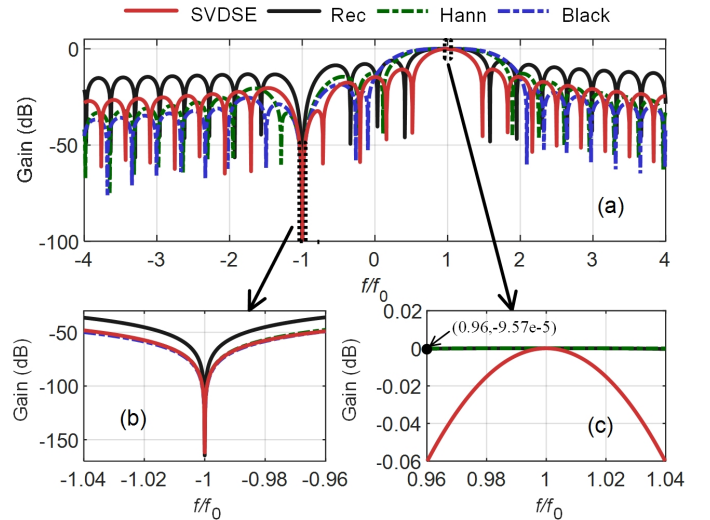 SVDSE Rec Hann Black
0
-50
-100
Gain (dB)
(a)
-4 -3 -2 -1 0 1 2 3 4
f/f0
-50
-100
-150
Gain (dB)
(b)
-1.04 -1.02 -1 -0.98 -0.96
f/f0
0.02
0
-0.02
-0.04
-0.06
Gain (dB)
(0.96,-9.57e-5)
(c)
0.96 0.98 1 1.02 1.04
f/f0